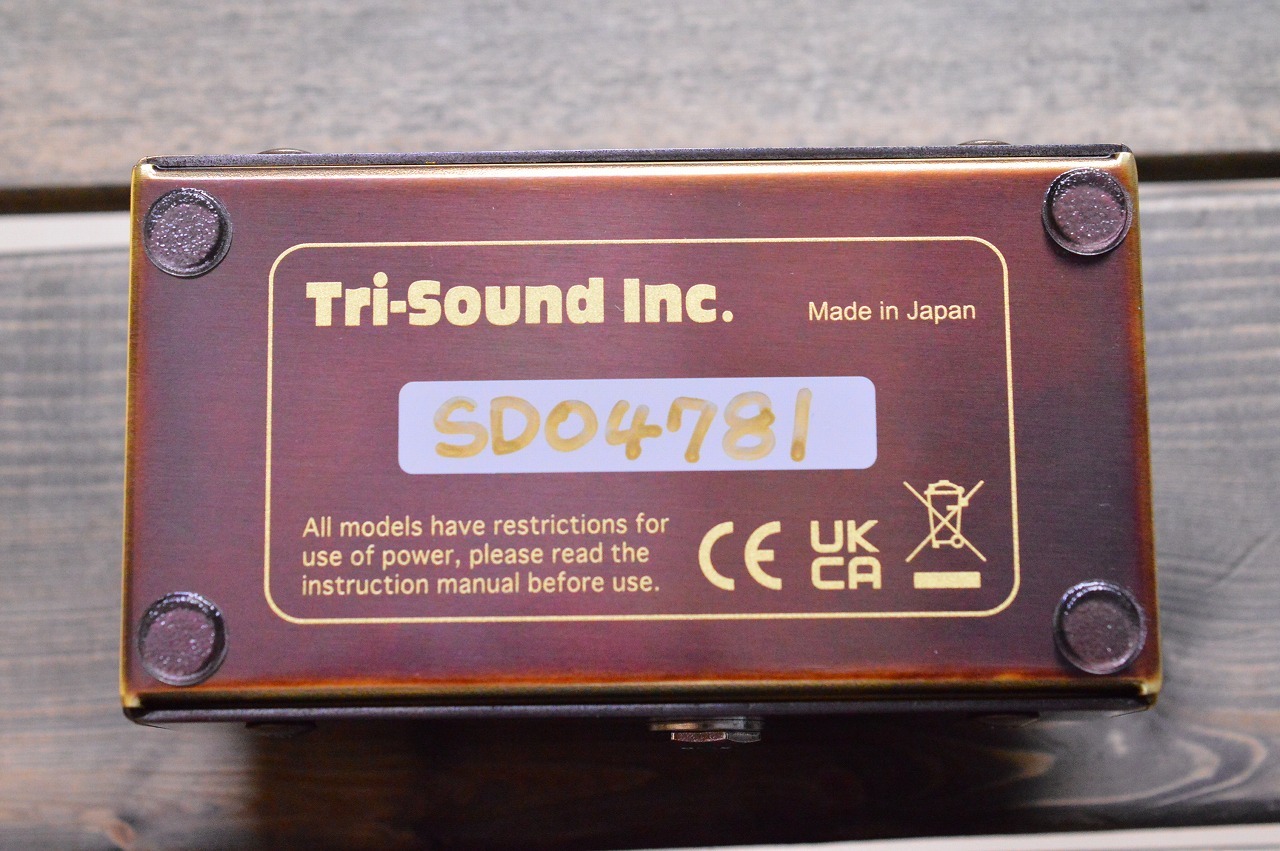 Tri-Sound Inc.
Made in Japan
SD04781
All models have restrictions for
use of power, please read the
instruction manual before use.
CE
UK
CA